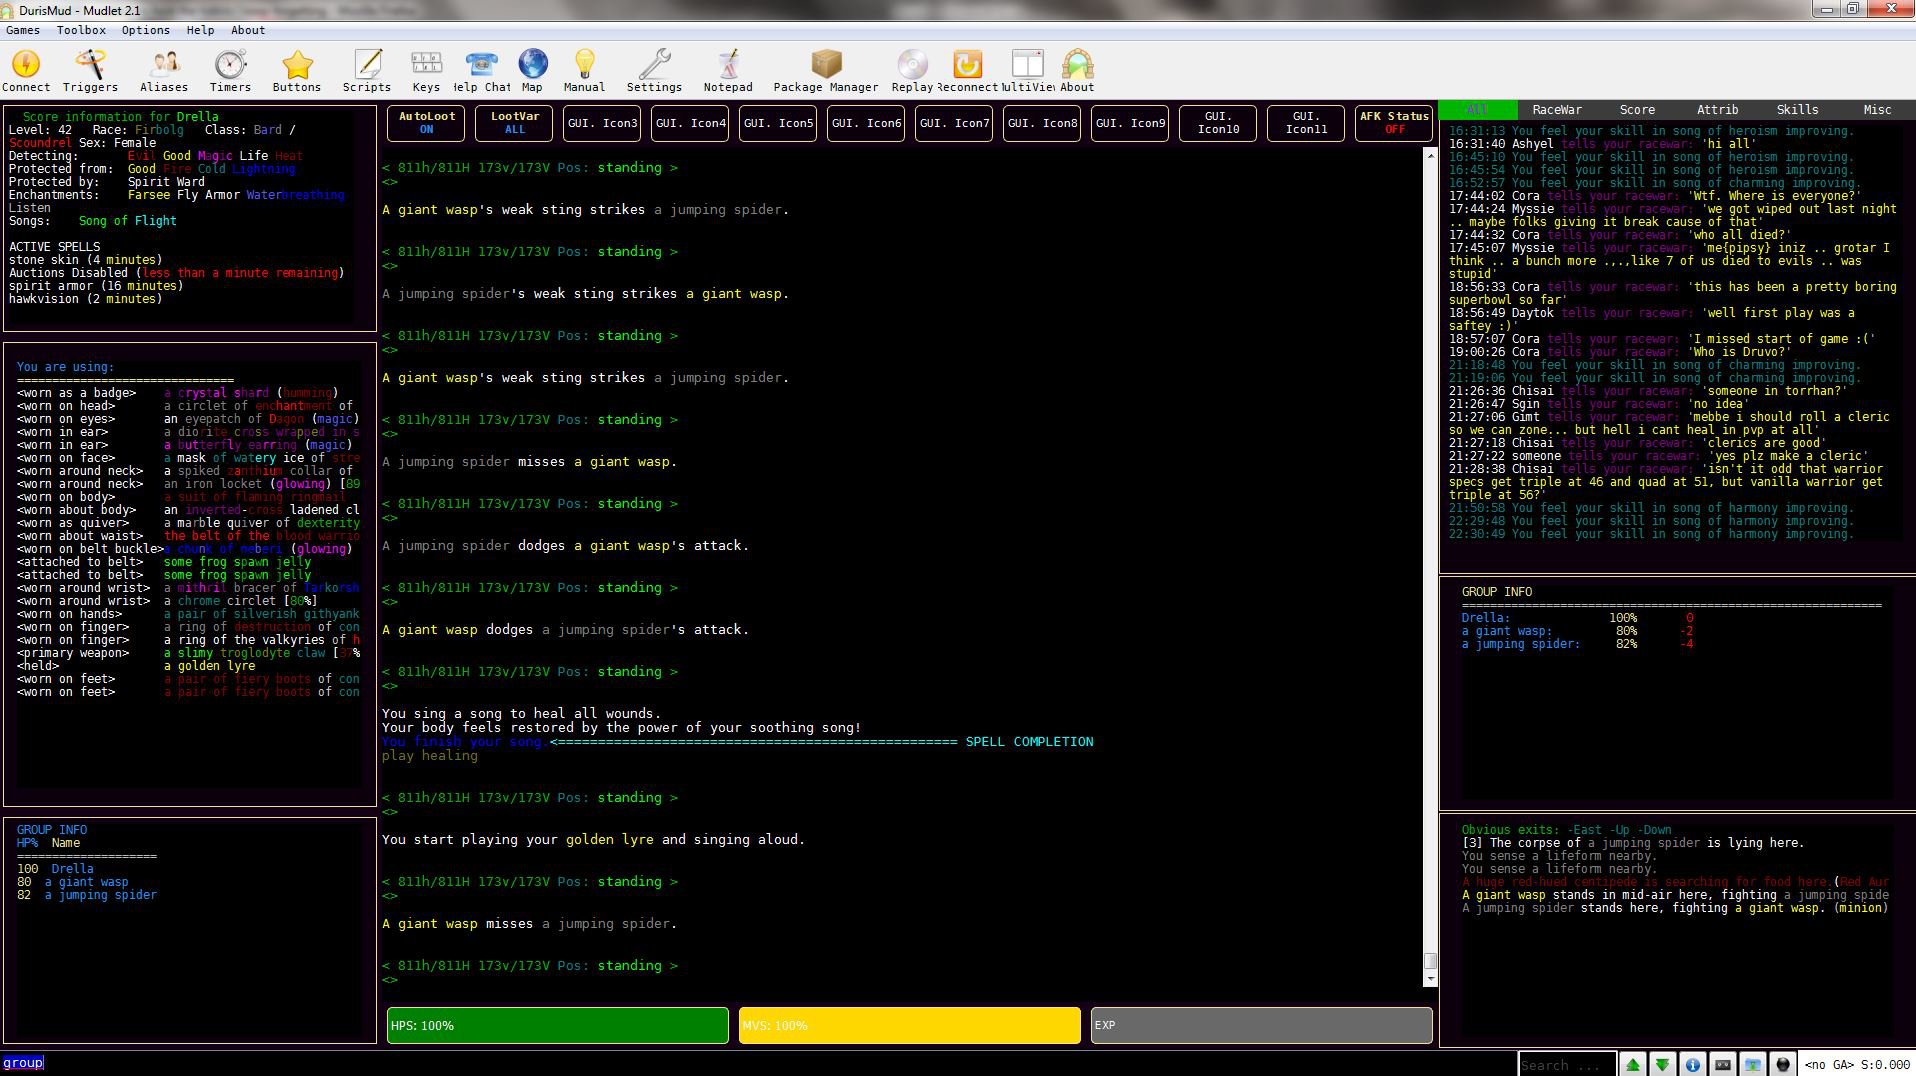 DurisMud - Mudlet 2.1
Games Toolbox Options Help About
Connect Triggers Aliases Timers Buttons Scripts Keys Help Chat Map Manual Settings Notepad Package Manager Replay Reconnect MultiView About
Score information for Drella
Level: 42 Race: Firbolg Class: Bard /
Scoundrel Sex: Female
Detecting: Evil Good Magic Life Heat
Protected from: Good Fire Cold Lightning
Protected by: Spirit Ward
Enchantments: Farsee Fly Armor Waterbreathing
Listen
Songs: Song of Flight
ACTIVE SPELLS
stone skin (4 minutes)
Auctions Disabled (less than a minute remaining)
spirit armor (16 minutes)
hawkvision (2 minutes)
You are using:
===============================
<worn as a badge> a crystal shard (humming)
<worn on head> a circlet of enchantment of
<worn on eyes> an eyepatch of Dagon (magic)
<worn in ear> a diorite cross wrapped in s
<worn in ear> a butterfly earring (magic)
<worn on face> a mask of watery ice of stre
<worn around neck> a spiked zanthium collar of
<worn around neck> an iron locket (glowing) [89
<worn on body> a suit of flaming ringmail
<worn about body> an inverted-cross ladened cl
<worn as quiver> a marble quiver of dexterity
<worn about waist> the belt of the blood warrio
<worn on belt buckle>a chunk of meberi (glowing)
<attached to belt> some frog spawn jelly
<attached to belt> some frog spawn jelly
<worn around wrist> a mithril bracer of Tarkorsh
<worn around wrist> a chrome circlet [80%]
<worn on hands> a pair of silverish githyank
<worn on finger> a ring of destruction of con
<worn on finger> a ring of the valkyries of h
<primary weapon> a slimy troglodyte claw [37%
<held> a golden lyre
<worn on feet> a pair of fiery boots of con
<worn on feet> a pair of fiery boots of con
GROUP INFO
HP% Name
====================
100 Drella
80 a giant wasp
82 a jumping spider
AutoLoot ON
LootVar ALL
GUI. Icon3
GUI. Icon4
GUI. Icon5
GUI. Icon6
GUI. Icon7
GUI. Icon8
GUI. Icon9
GUI. Icon10
GUI. Icon11
AFK Status OFF
< 811h/811H 173v/173V Pos: standing >
<>
A giant wasp's weak sting strikes a jumping spider.
< 811h/811H 173v/173V Pos: standing >
<>
A jumping spider's weak sting strikes a giant wasp.
< 811h/811H 173v/173V Pos: standing >
<>
A giant wasp's weak sting strikes a jumping spider.
< 811h/811H 173v/173V Pos: standing >
<>
A jumping spider misses a giant wasp.
< 811h/811H 173v/173V Pos: standing >
<>
A jumping spider dodges a giant wasp's attack.
< 811h/811H 173v/173V Pos: standing >
<>
A giant wasp dodges a jumping spider's attack.
< 811h/811H 173v/173V Pos: standing >
<>
You sing a song to heal all wounds.
Your body feels restored by the power of your soothing song!
You finish your song.<================================================== SPELL COMPLETION
play healing
< 811h/811H 173v/173V Pos: standing >
<>
You start playing your golden lyre and singing aloud.
< 811h/811H 173v/173V Pos: standing >
<>
A giant wasp misses a jumping spider.
< 811h/811H 173v/173V Pos: standing >
<>
HPS: 100%
MVS: 100%
EXP
All RaceWar Score Attrib Skills Misc
16:31:13 You feel your skill in song of heroism improving.
16:31:40 Ashyel tells your racewar: 'hi all'
16:45:10 You feel your skill in song of heroism improving.
16:45:54 You feel your skill in song of heroism improving.
16:52:57 You feel your skill in song of charming improving.
17:44:02 Cora tells your racewar: 'Wtf. Where is everyone?'
17:44:24 Myssie tells your racewar: 'we got wiped out last night
.. maybe folks giving it break cause of that'
17:44:32 Cora tells your racewar: 'who all died?'
17:45:07 Myssie tells your racewar: 'me{pipsy} iniz .. grotar I
think .. a bunch more .,.,like 7 of us died to evils .. was
stupid'
18:56:33 Cora tells your racewar: 'this has been a pretty boring
superbowl so far'
18:56:49 Daytok tells your racewar: 'well first play was a
saftey :)'
18:57:07 Cora tells your racewar: 'I missed start of game :('
19:00:26 Cora tells your racewar: 'Who is Druvo?'
21:18:48 You feel your skill in song of charming improving.
21:19:06 You feel your skill in song of charming improving.
21:26:36 Chisai tells your racewar: 'someone in torrhan?'
21:26:47 Sgin tells your racewar: 'no idea'
21:27:06 Gimt tells your racewar: 'mebbe i should roll a cleric
so we can zone... but hell i cant heal in pvp at all'
21:27:18 Chisai tells your racewar: 'clerics are good'
21:27:22 someone tells your racewar: 'yes plz make a cleric'
21:28:38 Chisai tells your racewar: 'isn't it odd that warrior
specs get triple at 46 and quad at 51, but vanilla warrior get
triple at 56?'
21:50:58 You feel your skill in song of harmony improving.
22:29:48 You feel your skill in song of harmony improving.
22:30:49 You feel your skill in song of harmony improving.
GROUP INFO
============================================================
Drella: 100% 0
a giant wasp: 80% -2
a jumping spider: 82% -4
Obvious exits: -East -Up -Down
[3] The corpse of a jumping spider is lying here.
You sense a lifeform nearby.
You sense a lifeform nearby.
A huge red-hued centipede is searching for food here.(Red Aur
A giant wasp stands in mid-air here, fighting a jumping spide
A jumping spider stands here, fighting a giant wasp. (minion)
group
Search ...
<no GA> S:0.000